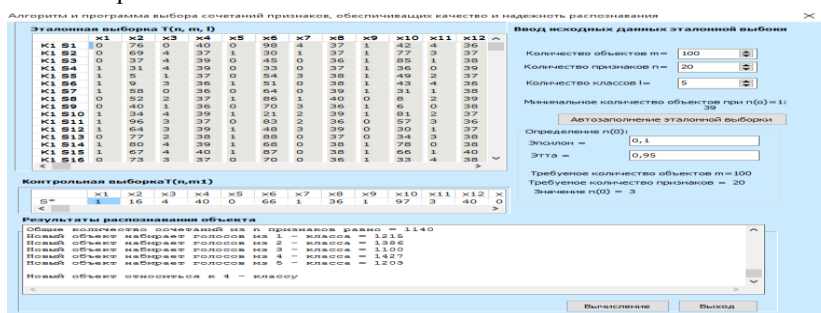 Алгоритм и программа выбора сочетаний признаков, обеспичивающих качество и надежноть распознавания
Эталонная выборка T(n, m, l)
x1 x2 x3 x4 x5 x6 x7 x8 x9 x10 x11 x12
K1 S1 0 76 0 40 0 98 4 37 1 42 4 36
K1 S2 0 69 4 37 1 30 1 37 1 77 3 37
K1 S3 0 37 4 39 0 45 0 36 1 85 1 38
K1 S4 1 31 4 39 0 33 0 37 1 36 0 39
K1 S5 1 5 1 37 0 54 3 38 1 49 2 37
K1 S6 1 9 3 36 1 51 0 38 1 43 4 36
K1 S7 1 58 0 36 0 64 0 39 1 31 1 38
K1 S8 0 52 2 37 1 86 1 40 0 8 2 39
K1 S9 0 40 1 36 0 70 3 36 1 6 0 38
K1 S10 1 34 4 39 1 21 2 39 1 81 2 37
K1 S11 1 96 3 37 0 83 2 36 0 57 3 36
K1 S12 1 64 3 39 1 48 3 39 0 30 1 37
K1 S13 0 77 2 38 1 88 0 37 0 34 3 38
K1 S14 1 80 4 39 1 68 0 38 1 78 0 38
K1 S15 1 67 4 40 1 87 0 38 1 66 1 40
K1 S16 0 73 3 37 0 70 0 36 1 33 4 38
Ввод исходных данных эталонной выбоки
Количество объектов m= 100
Количество признаков n= 20
Количество классов l= 5
Минимальное количество объектов при n(o)=1:
39
Автозаполнение эталонной выборки
Определение n(0):
Эпсилон = 0,1
Этта = 0,95
Требуемое количество объектов m=100
Требуемое количество признаков = 20
Значение n(0) = 3
Контрольная выборкаT(n,m1)
x1 x2 x3 x4 x5 x6 x7 x8 x9 x10 x11 x12 x
S* 1 16 4 40 0 66 1 36 1 97 3 40 0
Результаты распознавания объекта
Общие количество сочетаний из n признаков равно = 1140
Новый объект набирает голосов из 1 - класса = 1215
Новый объект набирает голосов из 2 - класса = 1386
Новый объект набирает голосов из 3 - класса = 1100
Новый объект набирает голосов из 4 - класса = 1427
Новый объект набирает голосов из 5 - класса = 1203
Новый объект относиться к 4 - классу
Вычисление
Выход